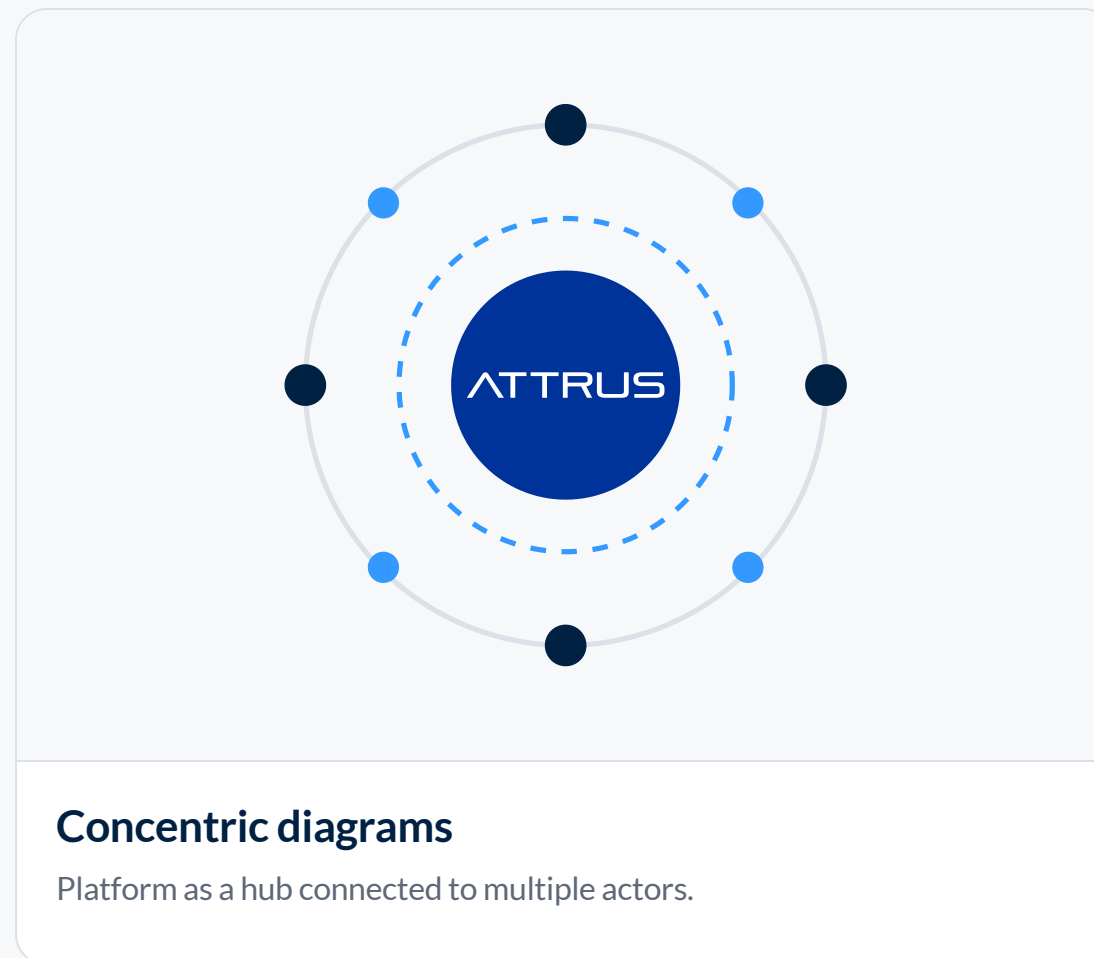 ATTRUS
Concentric diagrams
Platform as a hub connected to multiple actors.